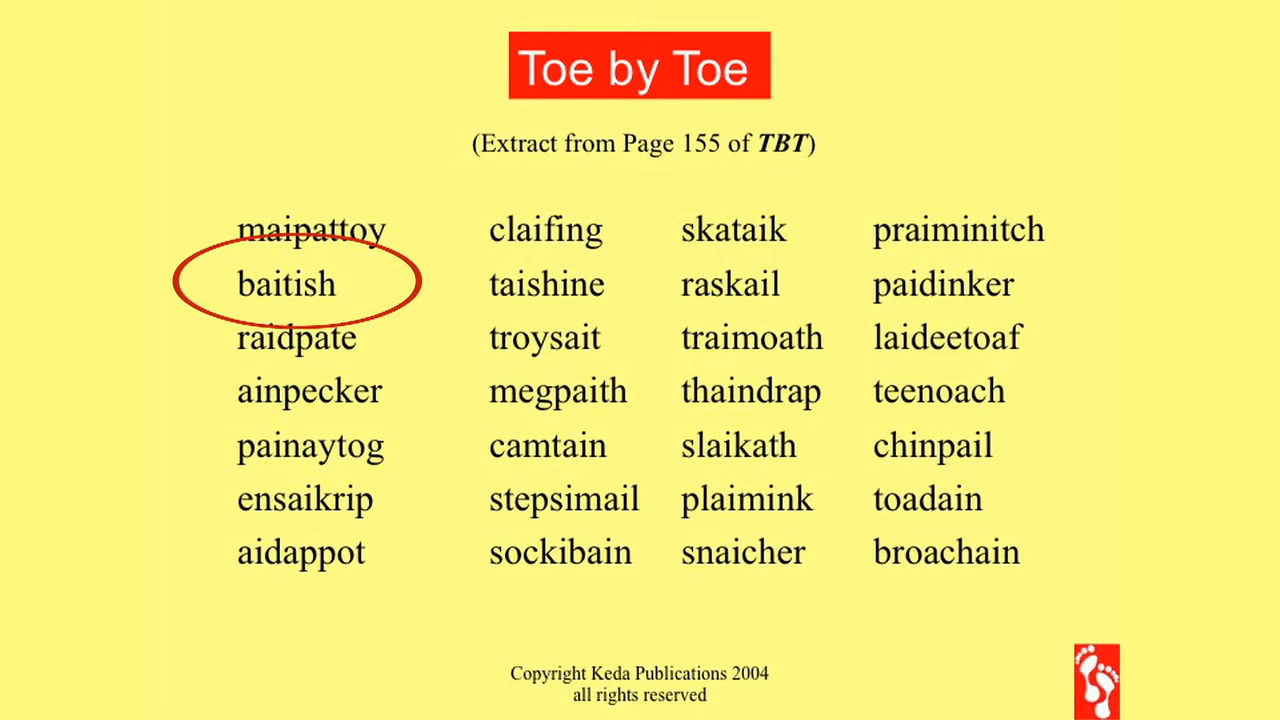 Toe by Toe
(Extract from Page 155 of TBT)
maipattoy claifing skataik praiminitch
baitish taishine raskail paidinker
raidpate troysait traimoath laideetoaf
ainpecker megpaith thaindrap teenoach
painaytog camtain slaikath chinpail
ensaikrip stepsimail plaimink toadain
aidappot sockibain snaicher broachain
Copyright Keda Publications 2004
all rights reserved